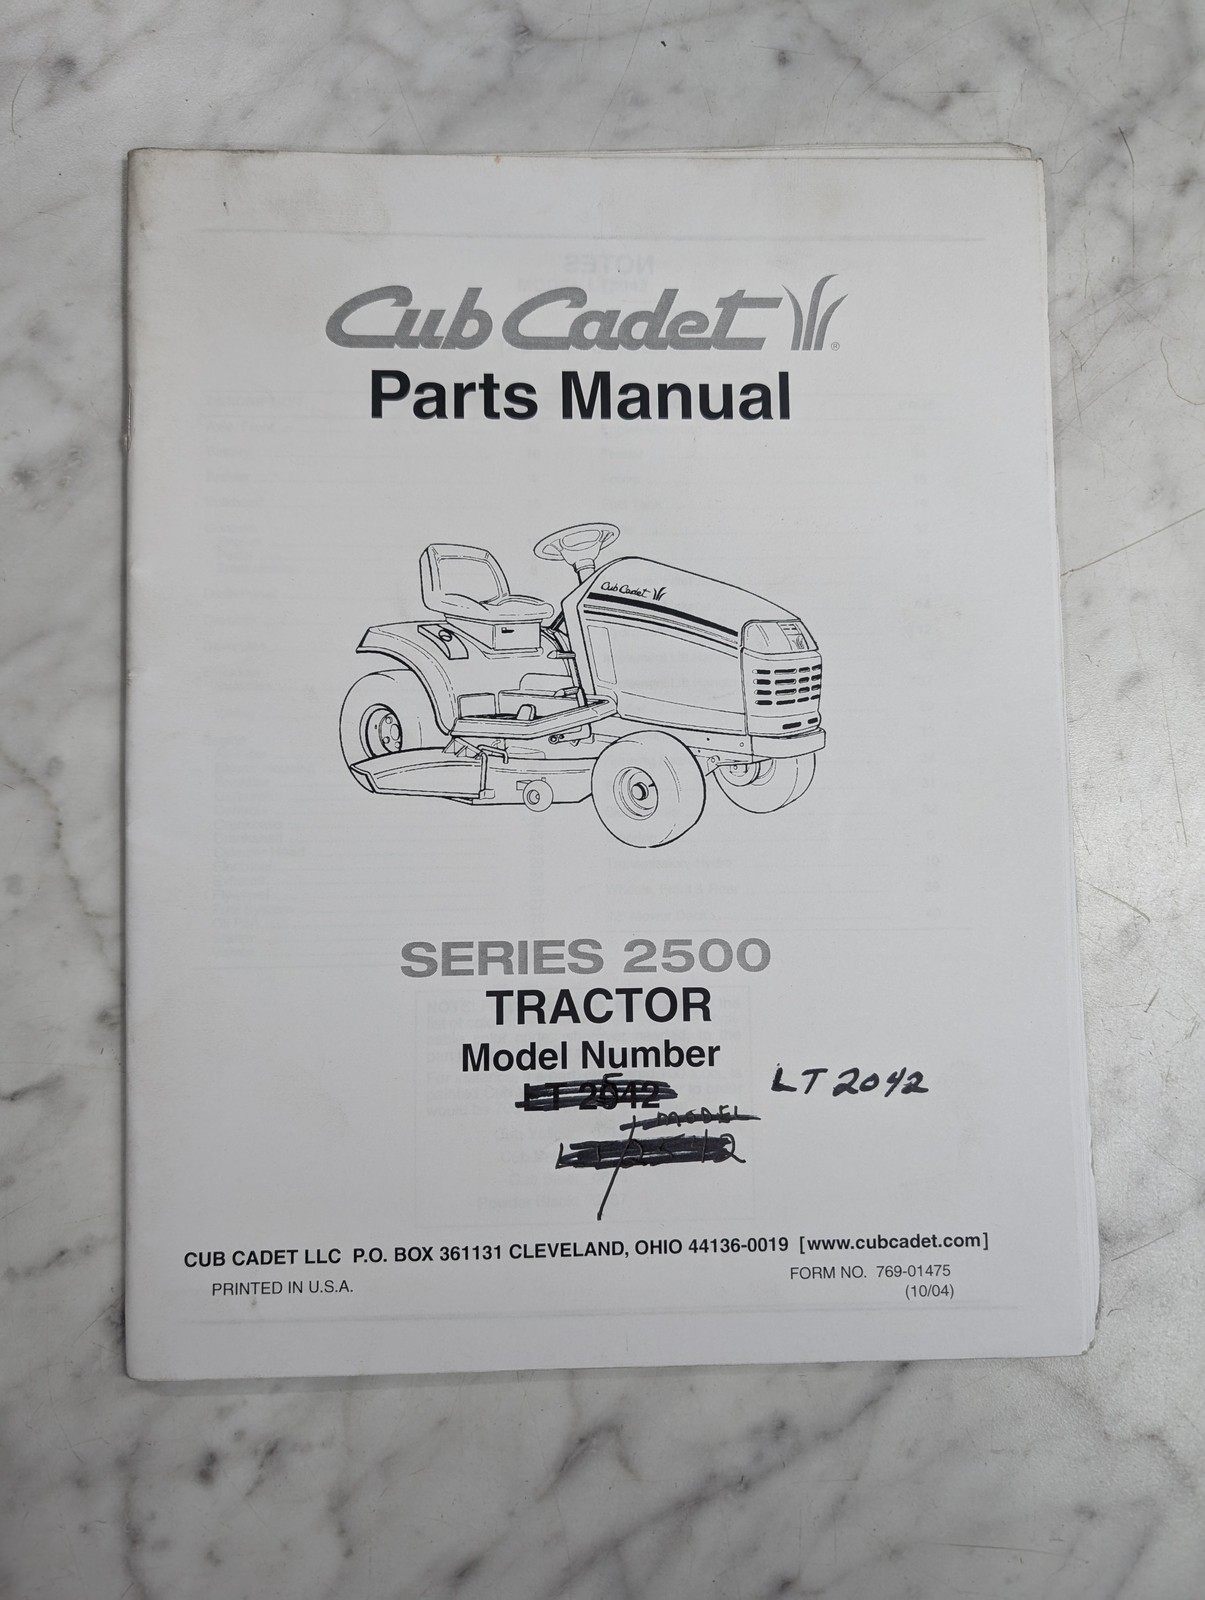 Cub Cadet ®
Parts Manual
Cub Cadet
SERIES 2500
TRACTOR
Model Number
LT 2542
LT 2042
MODEL
CUB CADET LLC P.O. BOX 361131 CLEVELAND, OHIO 44136-0019 [www.cubcadet.com]
PRINTED IN U.S.A.
FORM NO. 769-01475
(10/04)